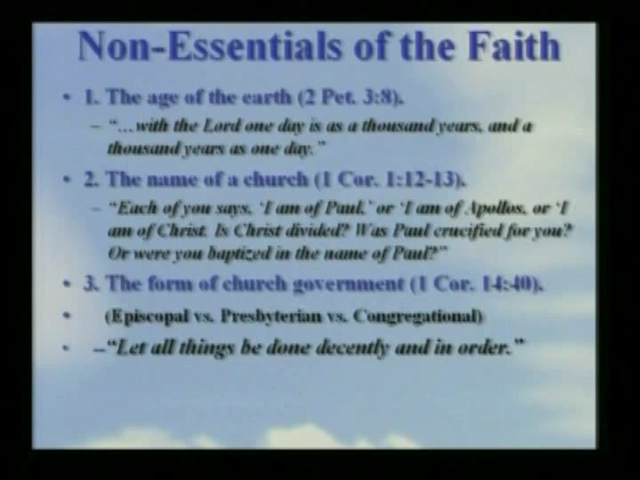 Non-Essentials of the Faith
• 1. The age of the earth (2 Pet. 3:8).
– "…with the Lord one day is as a thousand years, and a
thousand years as one day."
• 2. The name of a church (1 Cor. 1:12-13).
– "Each of you says, 'I am of Paul,' or 'I am of Apollos, or 'I
am of Christ. Is Christ divided? Was Paul crucified for you?
Or were you baptized in the name of Paul?"
• 3. The form of church government (1 Cor. 14:40).
• (Episcopal vs. Presbyterian vs. Congregational)
• –"Let all things be done decently and in order."